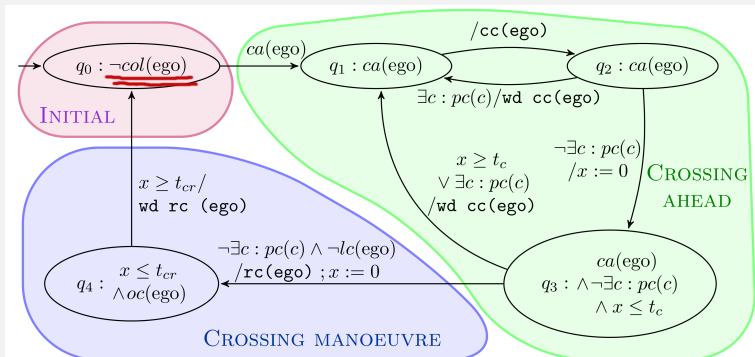 /cc(ego)
ca(ego)
q₀ : ¬col(ego)
q₁ : ca(ego)
q₂ : ca(ego)
∃c : pc(c)/wd cc(ego)
INITIAL
x ≥ t_c
∨ ∃c : pc(c)
/wd cc(ego)
¬∃c : pc(c)
/x := 0
CROSSING
AHEAD
x ≥ t_cr/
wd rc (ego)
¬∃c : pc(c) ∧ ¬lc(ego)
/rc(ego) ; x := 0
q₄ : x ≤ t_cr
∧oc(ego)
ca(ego)
q₃ : ∧¬∃c : pc(c)
∧ x ≤ t_c
CROSSING MANOEUVRE